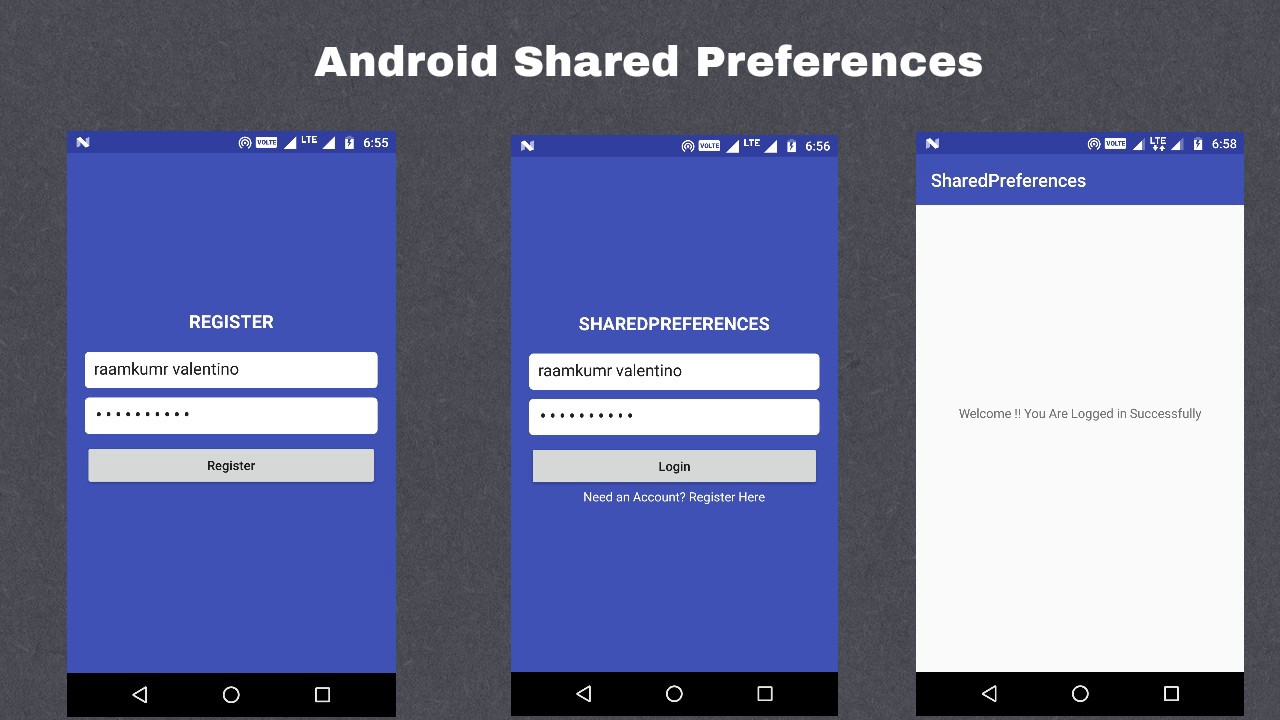 Android Shared Preferences
VOLTE LTE 6:55
REGISTER
raamkumr valentino
Register
VOLTE LTE 6:56
SHAREDPREFERENCES
raamkumr valentino
Login
Need an Account? Register Here
VOLTE LTE 6:58
SharedPreferences
Welcome !! You Are Logged in Successfully